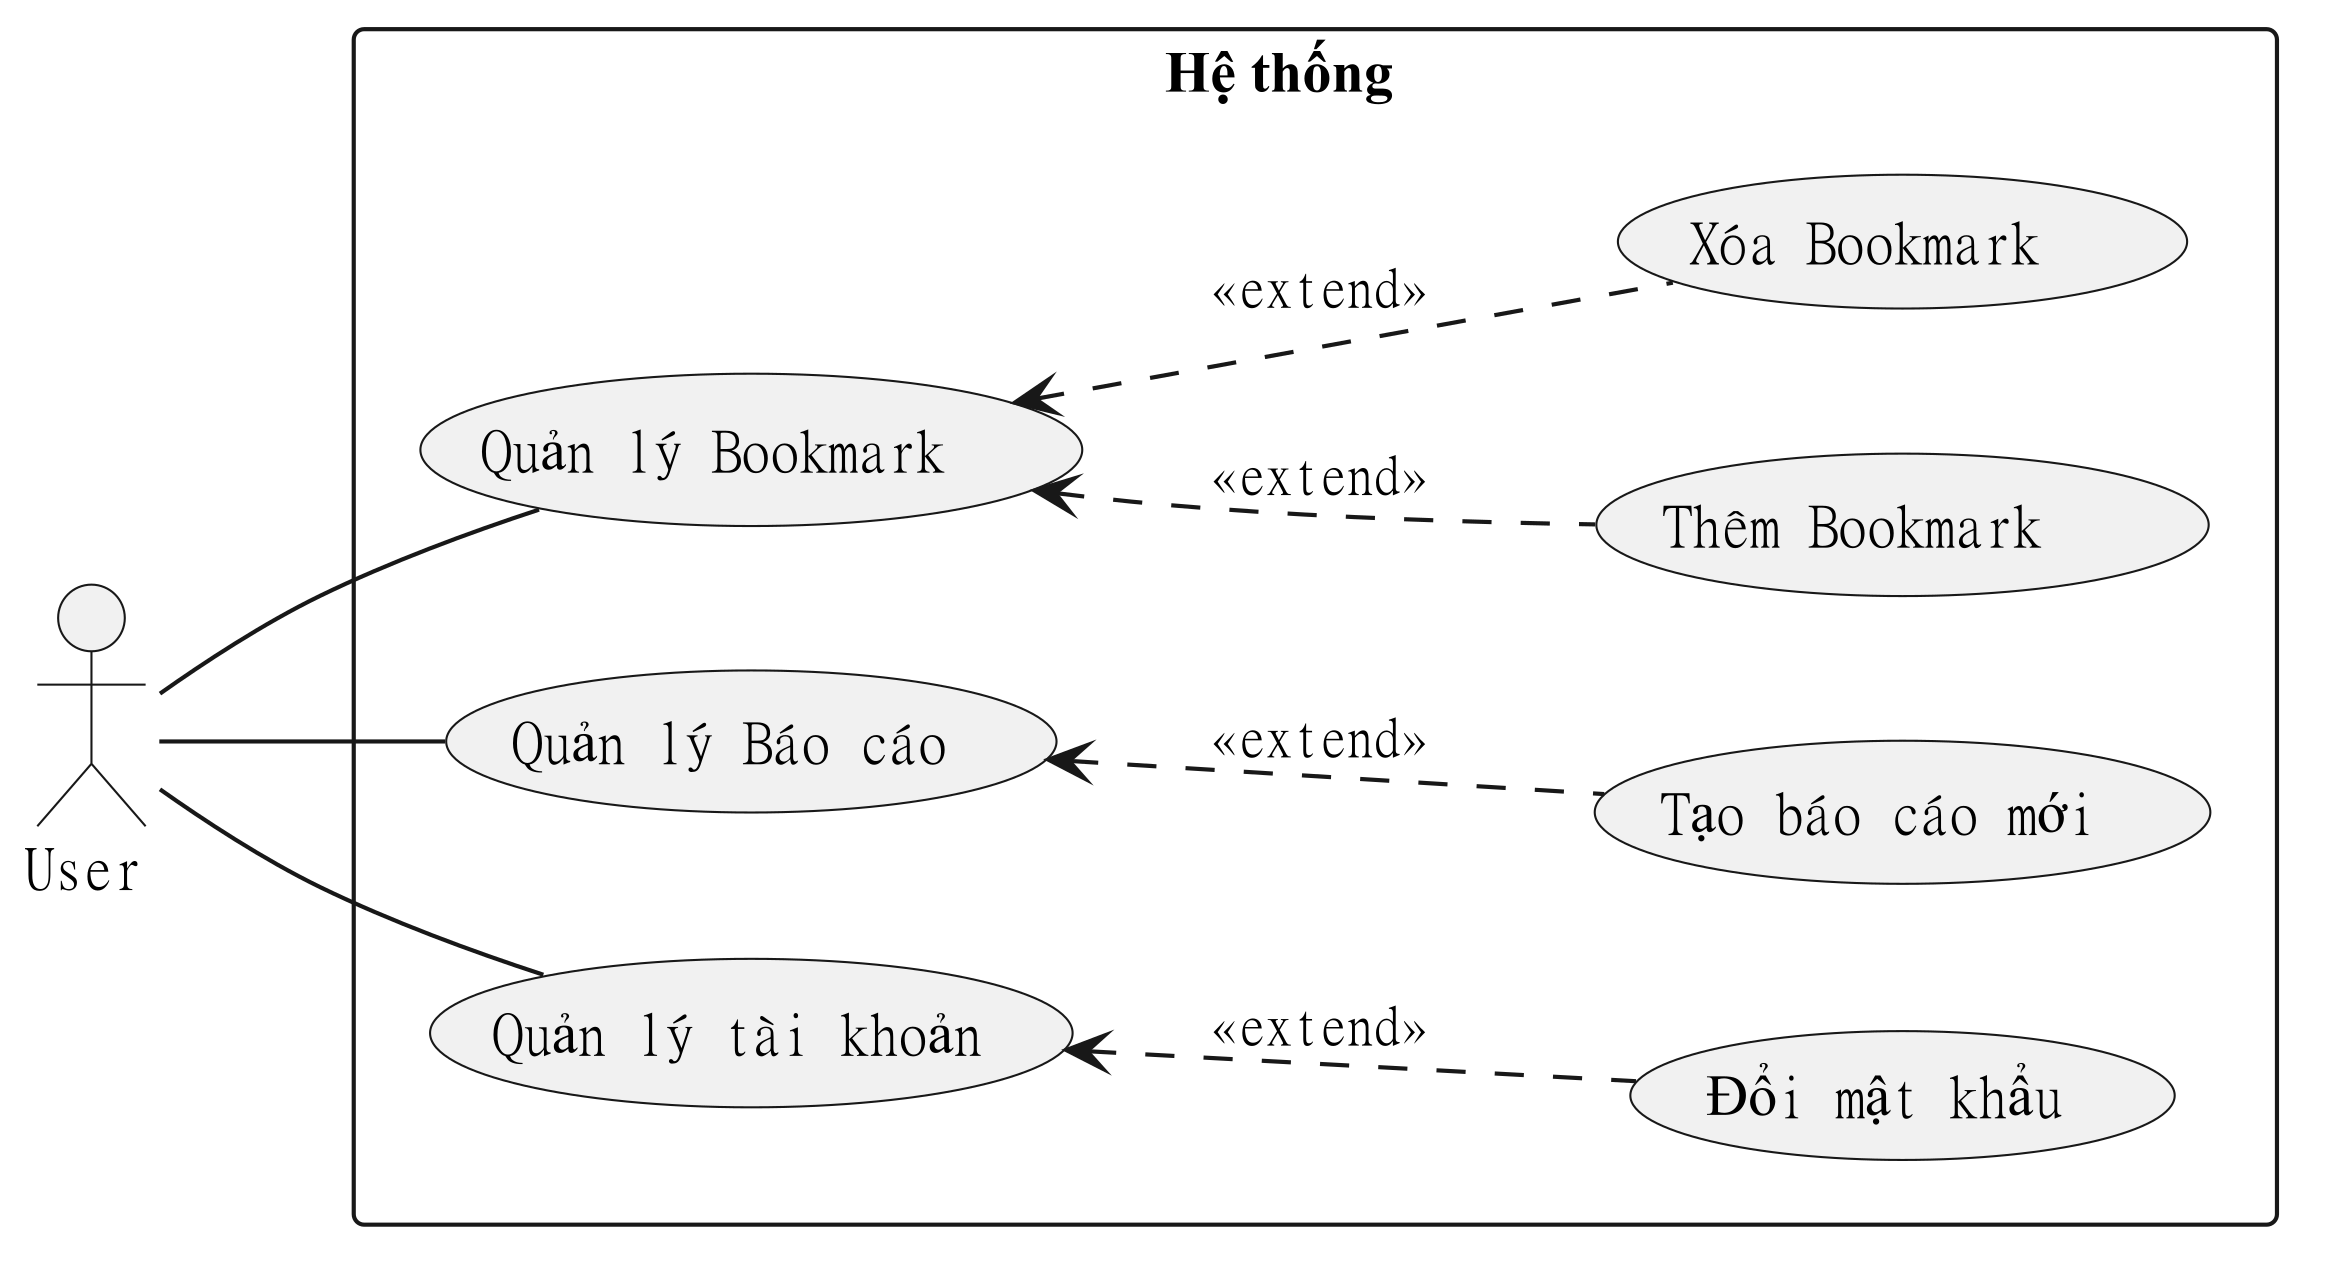 Hệ thống
Xóa Bookmark
«extend»
Quản lý Bookmark
«extend»
Thêm Bookmark
Quản lý Báo cáo
«extend»
Tạo báo cáo mới
User
Quản lý tài khoản
«extend»
Đổi mật khẩu